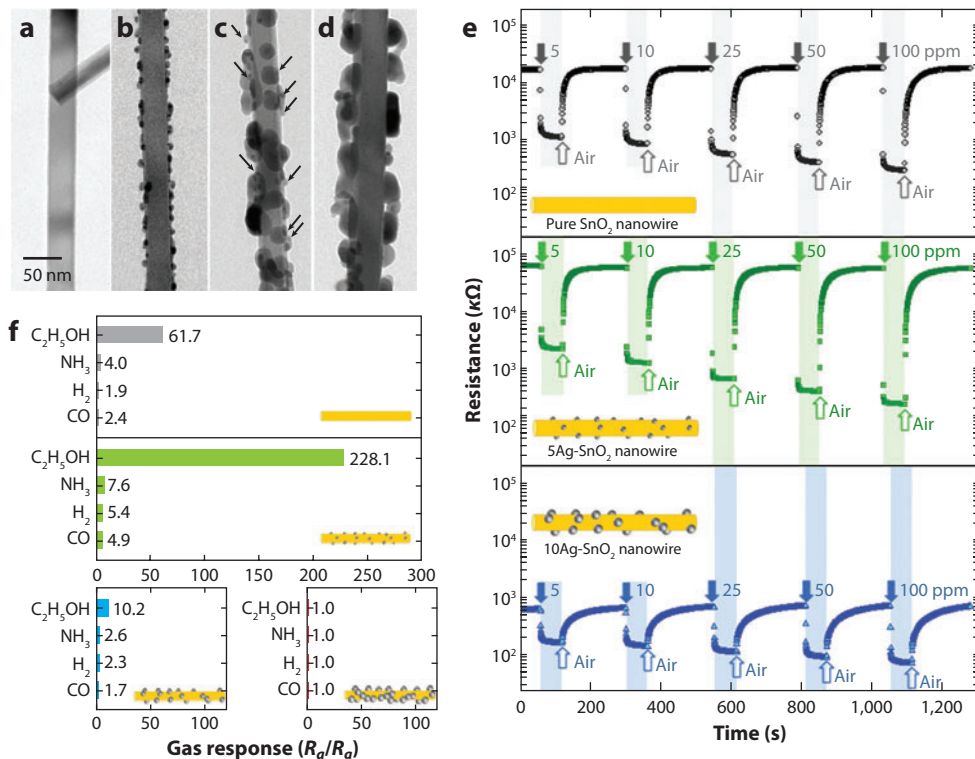 a
b
c
d
50 nm
e
10⁵
10⁴
10³
10²
5
10
25
50
100 ppm
Air
Air
Air
Air
Air
Pure SnO₂ nanowire
10⁵
10⁴
10³
10²
5
10
25
50
100 ppm
Air
Air
Air
Air
Air
5Ag-SnO₂ nanowire
Resistance (κΩ)
10⁵
10⁴
10³
10²
10Ag-SnO₂ nanowire
5
10
25
50
100 ppm
Air
Air
Air
Air
Air
0 200 400 600 800 1,000 1,200
Time (s)
f
C₂H₅OH 61.7
NH₃ 4.0
H₂ 1.9
CO 2.4
C₂H₅OH 228.1
NH₃ 7.6
H₂ 5.4
CO 4.9
0 50 100 150 200 250 300
C₂H₅OH 10.2
NH₃ 2.6
H₂ 2.3
CO 1.7
0 50 100
C₂H₅OH 1.0
NH₃ 1.0
H₂ 1.0
CO 1.0
0 50 100
Gas response (Rₐ/R_g)